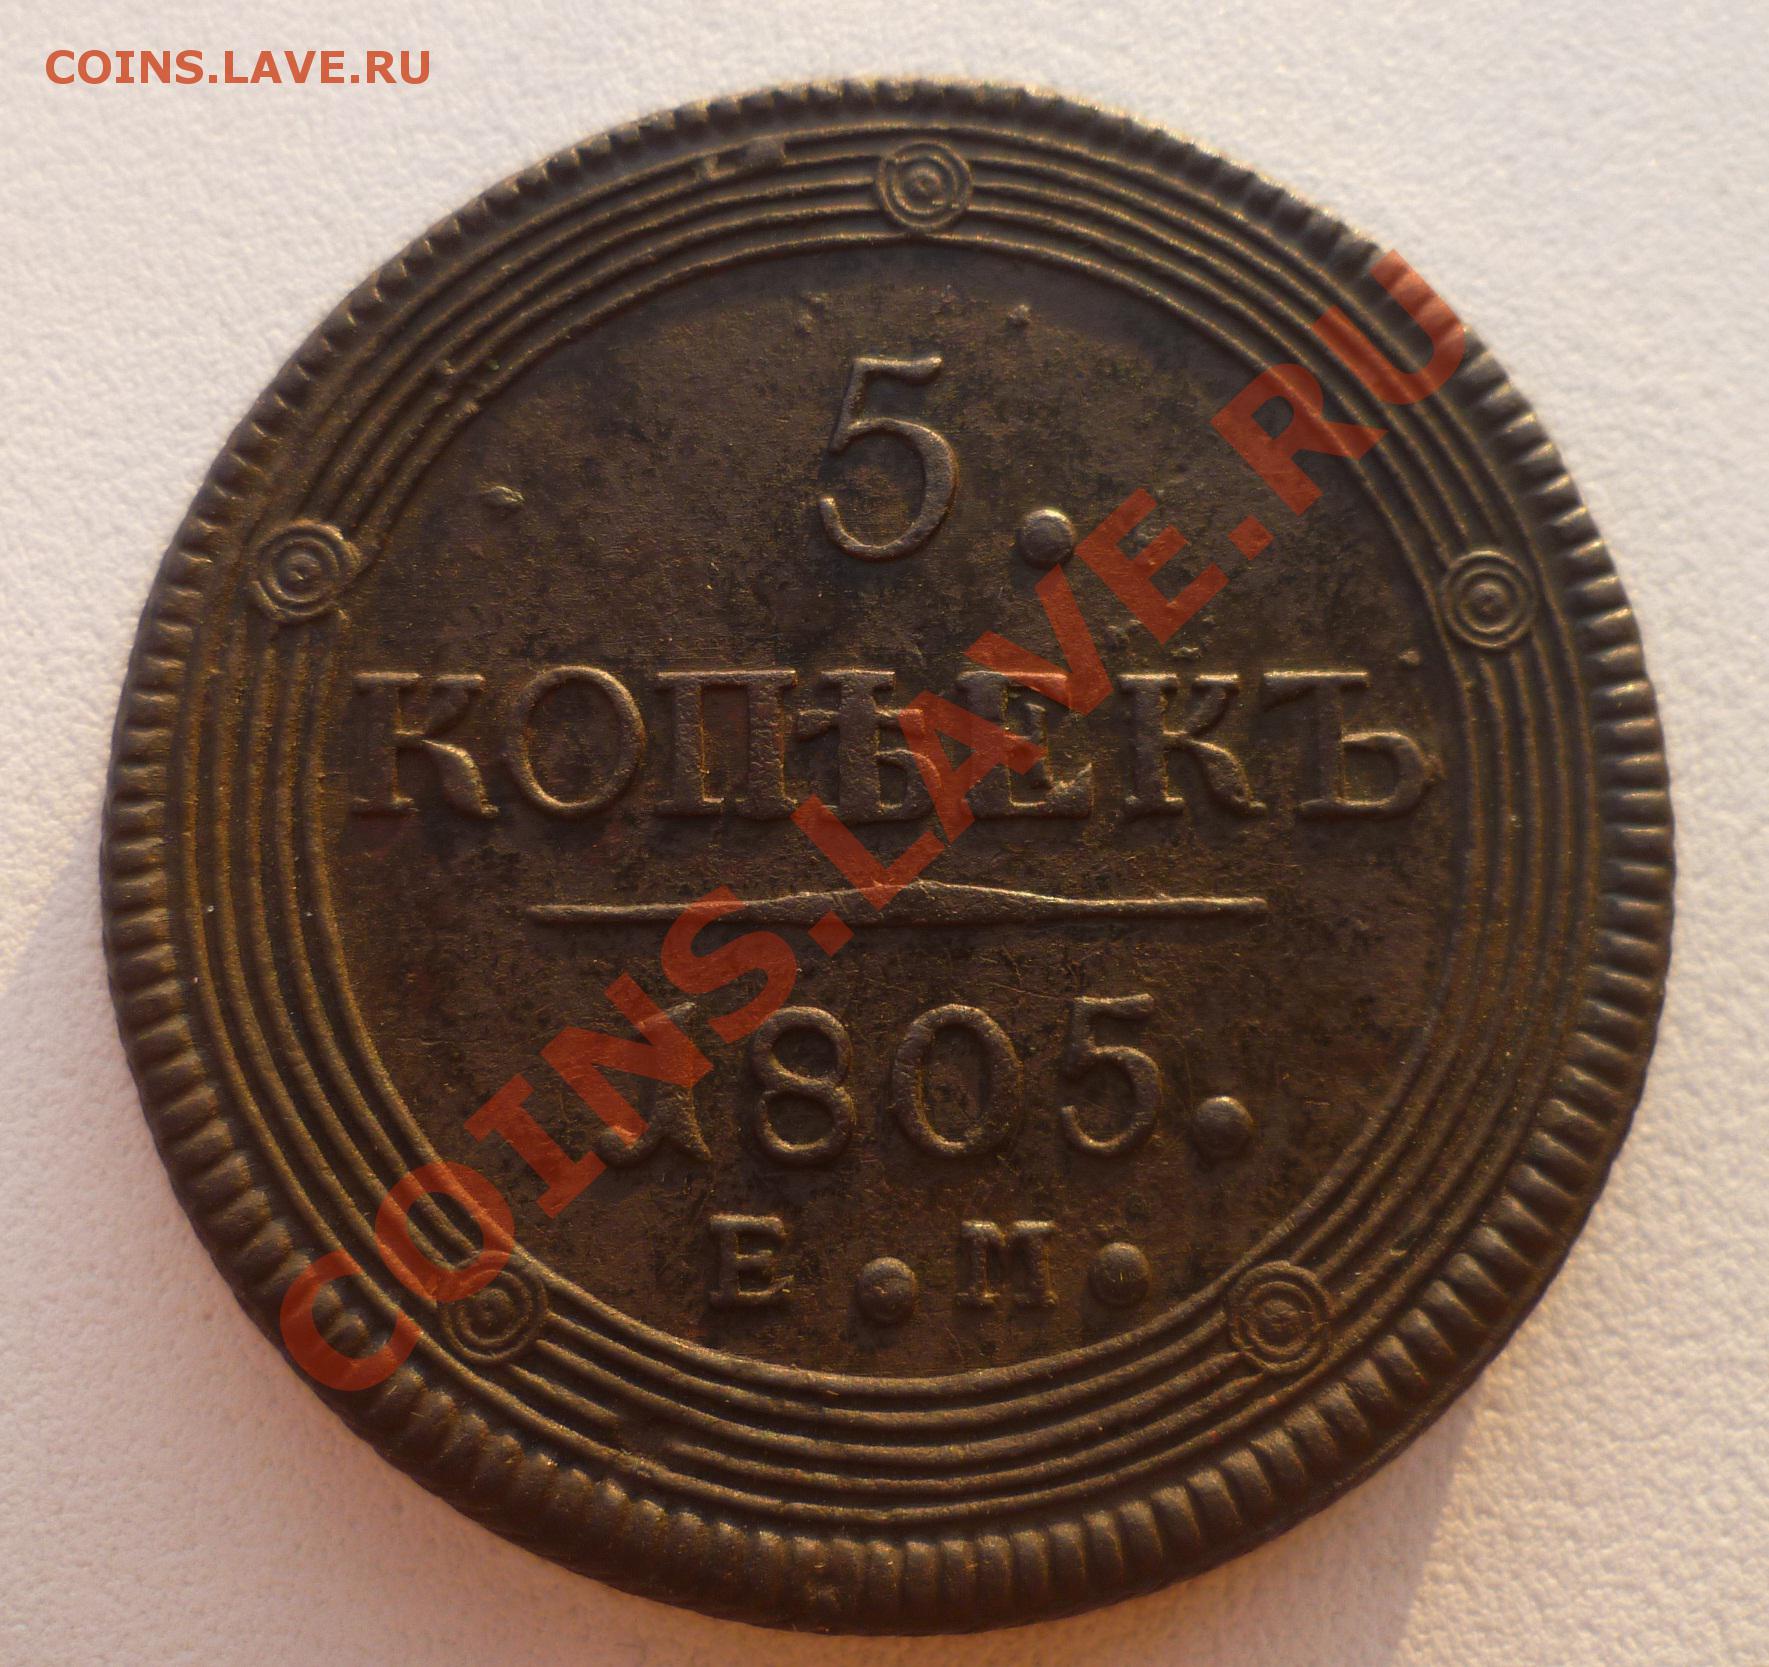 COINS.LAVE.RU
5.
КОПѢЕКЪ
1805.
Е.М.
COINS.LAVE.RU